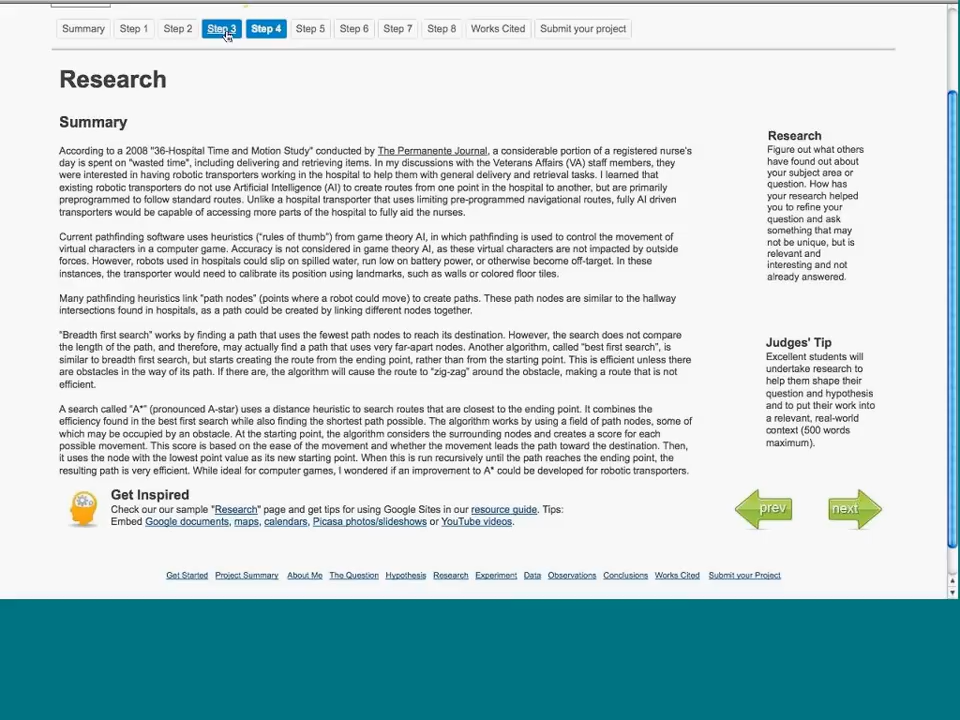 Summary Step 1 Step 2 Step 3 Step 4 Step 5 Step 6 Step 7 Step 8 Works Cited Submit your project
Research
Summary
According to a 2008 "36-Hospital Time and Motion Study" conducted by The Permanente Journal, a considerable portion of a registered nurse's
day is spent on "wasted time", including delivering and retrieving items. In my discussions with the Veterans Affairs (VA) staff members, they
were interested in having robotic transporters working in the hospital to help them with general delivery and retrieval tasks. I learned that
existing robotic transporters do not use Artificial Intelligence (AI) to create routes from one point in the hospital to another, but are primarily
preprogrammed to follow standard routes. Unlike a hospital transporter that uses limiting pre-programmed navigational routes, fully AI driven
transporters would be capable of accessing more parts of the hospital to fully aid the nurses.
Current pathfinding software uses heuristics ("rules of thumb") from game theory AI, in which pathfinding is used to control the movement of
virtual characters in a computer game. Accuracy is not considered in game theory AI, as these virtual characters are not impacted by outside
forces. However, robots used in hospitals could slip on spilled water, run low on battery power, or otherwise become off-target. In these
instances, the transporter would need to calibrate its position using landmarks, such as walls or colored floor tiles.
Many pathfinding heuristics link "path nodes" (points where a robot could move) to create paths. These path nodes are similar to the hallway
intersections found in hospitals, as a path could be created by linking different nodes together.
"Breadth first search" works by finding a path that uses the fewest path nodes to reach its destination. However, the search does not compare
the length of the path, and therefore, may actually find a path that uses very far-apart nodes. Another algorithm, called "best first search", is
similar to breadth first search, but starts creating the route from the ending point, rather than from the starting point. This is efficient unless there
are obstacles in the way of its path. If there are, the algorithm will cause the route to "zig-zag" around the obstacle, making a route that is not
efficient.
A search called "A*" (pronounced A-star) uses a distance heuristic to search routes that are closest to the ending point. It combines the
efficiency found in the best first search while also finding the shortest path possible. The algorithm works by using a field of path nodes, some of
which may be occupied by an obstacle. At the starting point, the algorithm considers the surrounding nodes and creates a score for each
possible movement. This score is based on the ease of the movement and whether the movement leads the path toward the destination. Then,
it uses the node with the lowest point value as its new starting point. When this is run recursively until the path reaches the ending point, the
resulting path is very efficient. While ideal for computer games, I wondered if an improvement to A* could be developed for robotic transporters.
Research
Figure out what others
have found out about
your subject area or
question. How has
your research helped
you to refine your
question and ask
something that may
not be unique, but is
relevant and
interesting and not
already answered.
Judges' Tip
Excellent students will
undertake research to
help them shape their
question and hypothesis
and to put their work into
a relevant, real-world
context (500 words
maximum).
Get Inspired
Check our our sample "Research" page and get tips for using Google Sites in our resource guide. Tips:
Embed Google documents, maps, calendars, Picasa photos/slideshows or YouTube videos.
prev next
Get Started Project Summary About Me The Question Hypothesis Research Experiment Data Observations Conclusions Works Cited Submit your Project